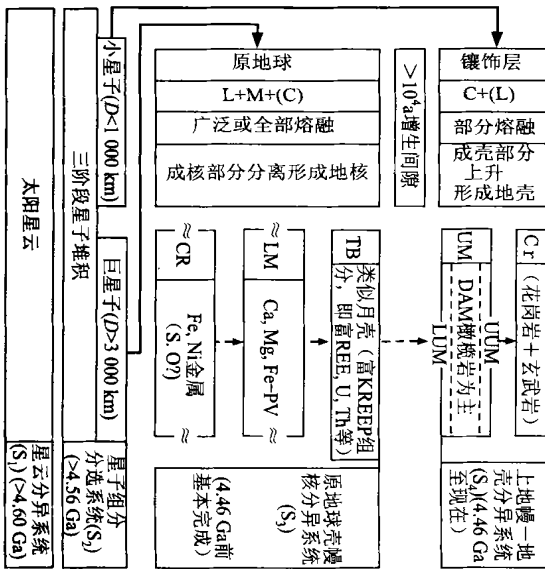 太阳星云
三阶段星子堆积
小星子(D<1 000 km)
巨星子(D>3 000 km)
星云分异系统
(S₁) (>4.60 Ga)
星子组分
分选系统(S₂)
(>4.56 Ga)
原地球
L+M+(C)
广泛或全部熔融
成核部分分离形成地核
>10⁴a增生间隙
镶饰层
C+(L)
部分熔融
成壳部分
上升
形成地壳
≈
CR
Fe, Ni金属
(S. O?)
≈
≈
LM
Ca, Mg, Fe-PV
≈
TB
类似月壳（富KREEP组
分，即富REE, U, Th等）
UM
DAM橄榄岩为主
UUM
LUM
Cr
（花岗岩＋玄武岩）
原地球壳幔
核分异系统
(S₃)
(4.46 Ga前
基本完成）
上地幔一地
壳分异系统
(S₄)(4.46 Ga
至现在）